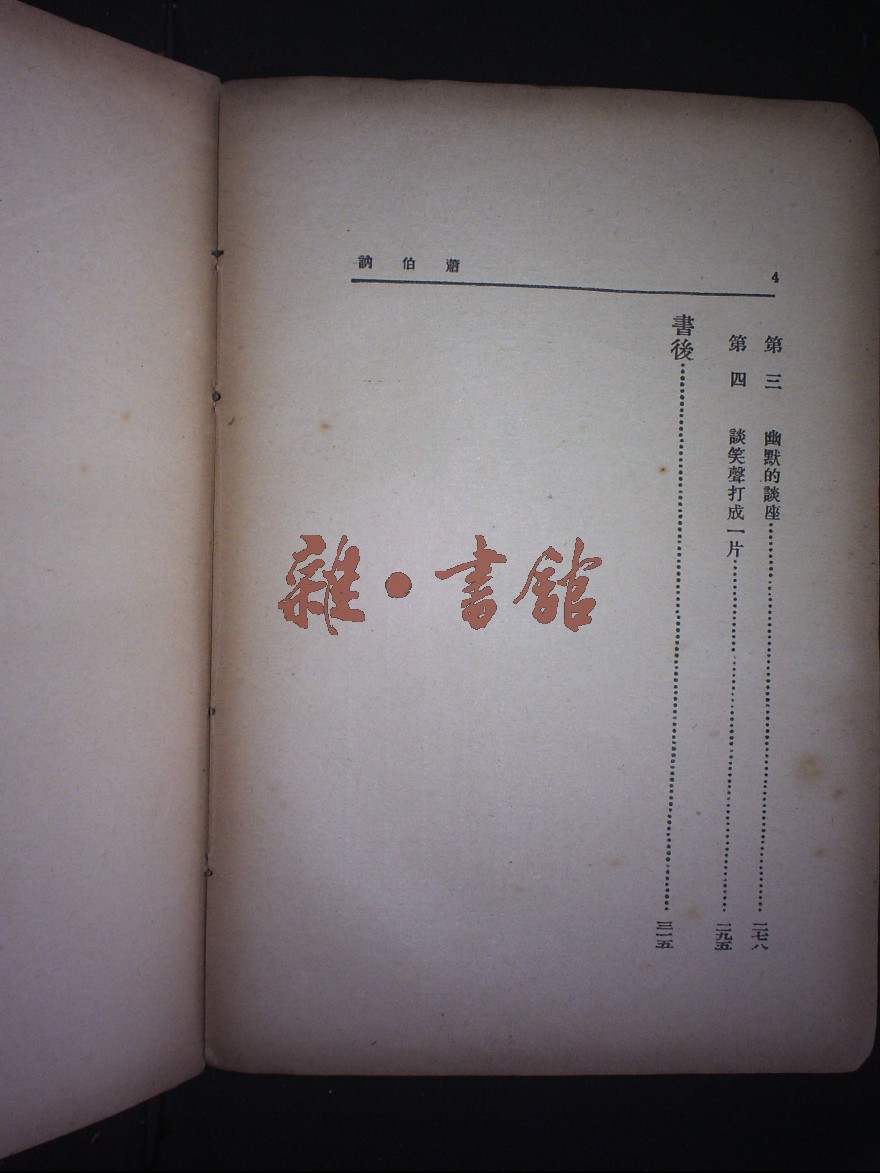 蕭伯訥
4
第三 幽默的談座……二七八
第四 談笑聲打成一片……二九五
書後……三一五
雜·書館